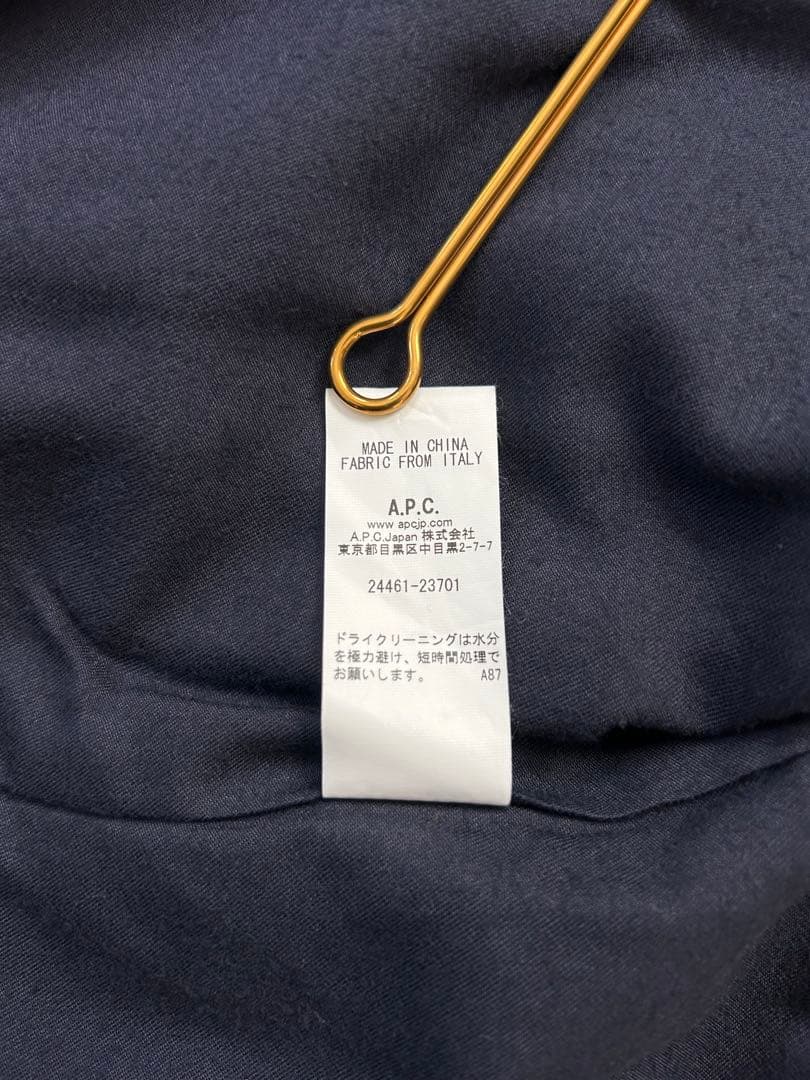 MADE IN CHINA
FABRIC FROM ITALY
A.P.C.
www apcjp.com
A.P.C.Japan 株式会社
東京都目黒区中目黒2-7-7
24461-23701
ドライクリーニングは水分
を極力避け、短時間処理で
お願いします。 A87